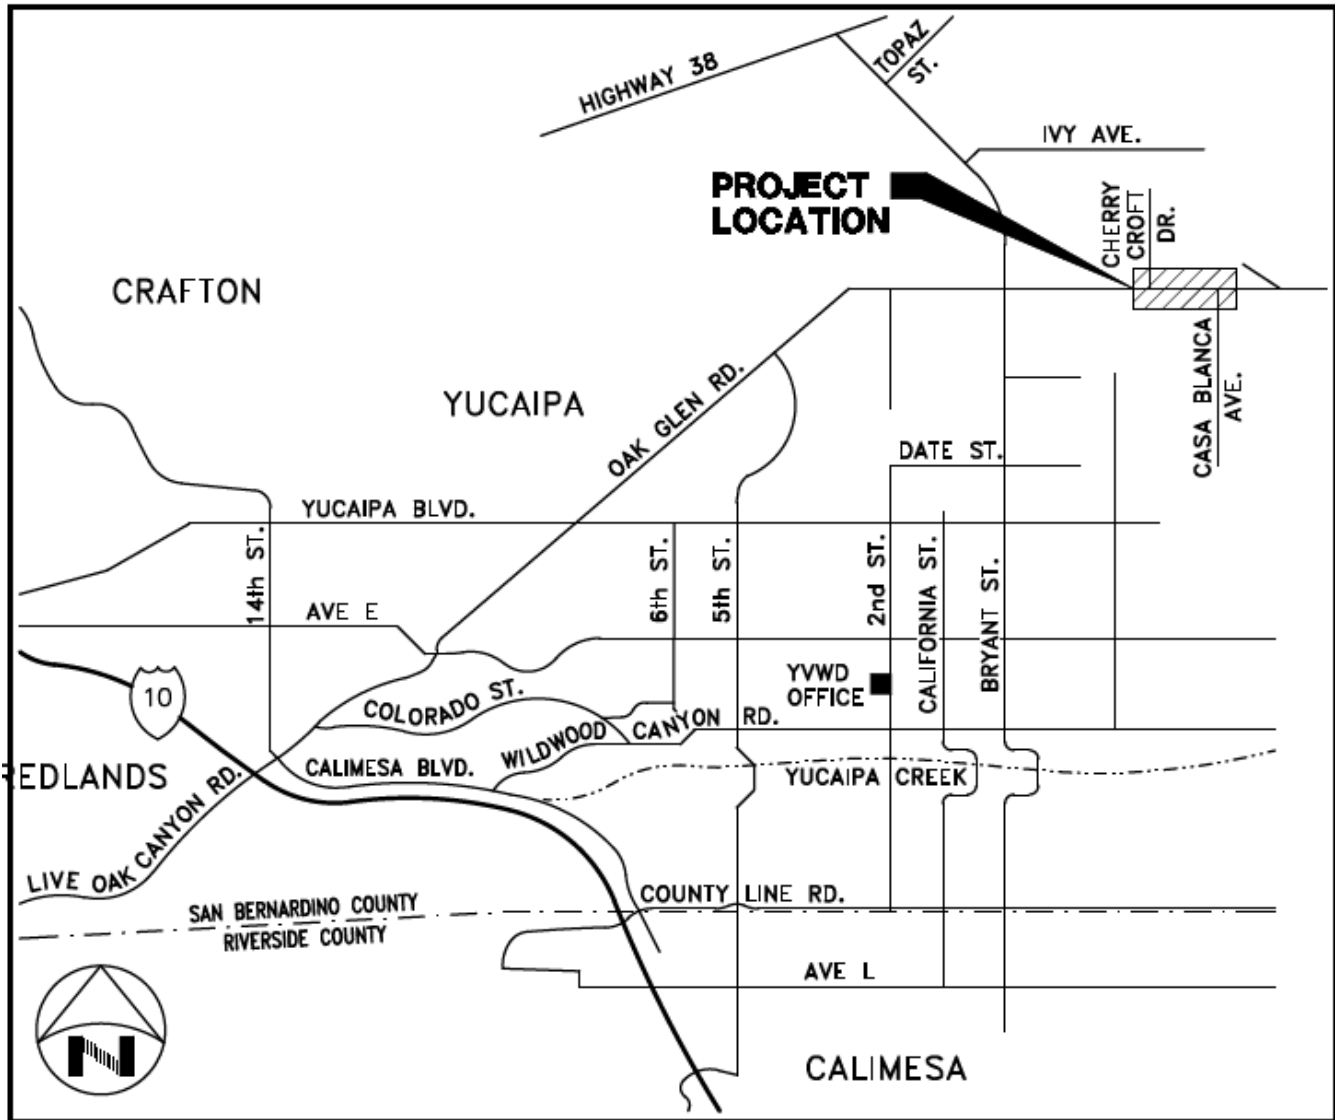 HIGHWAY 38
TOPAZ
ST.
IVY AVE.
PROJECT
LOCATION
CHERRY
CROFT
DR.
CRAFTON
YUCAIPA
OAK GLEN RD.
CASA BLANCA
AVE.
DATE ST.
YUCAIPA BLVD.
14th ST.
6th ST.
5th ST.
2nd ST.
CALIFORNIA ST.
BRYANT ST.
AVE E
10
YVWD
OFFICE
COLORADO ST.
WILDWOOD CANYON RD.
REDLANDS
CALIMESA BLVD.
YUCAIPA CREEK
LIVE OAK CANYON RD.
SAN BERNARDINO COUNTY
RIVERSIDE COUNTY
COUNTY LINE RD.
AVE L
N
CALIMESA